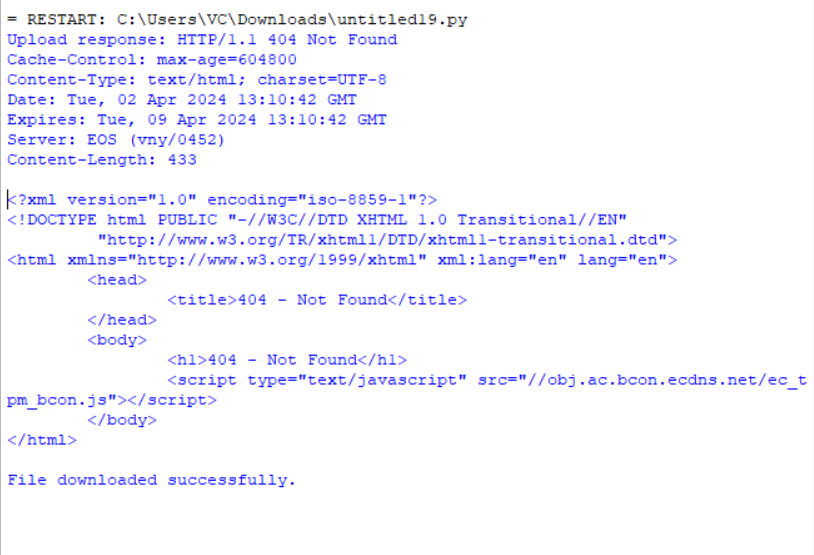 = RESTART: C:\Users\VC\Downloads\untitled19.py
Upload response: HTTP/1.1 404 Not Found
Cache-Control: max-age=604800
Content-Type: text/html; charset=UTF-8
Date: Tue, 02 Apr 2024 13:10:42 GMT
Expires: Tue, 09 Apr 2024 13:10:42 GMT
Server: EOS (vny/0452)
Content-Length: 433

<?xml version="1.0" encoding="iso-8859-1"?>
<!DOCTYPE html PUBLIC "-//W3C//DTD XHTML 1.0 Transitional//EN"
         "http://www.w3.org/TR/xhtml1/DTD/xhtml1-transitional.dtd">
<html xmlns="http://www.w3.org/1999/xhtml" xml:lang="en" lang="en">
        <head>
                <title>404 - Not Found</title>
        </head>
        <body>
                <h1>404 - Not Found</h1>
                <script type="text/javascript" src="//obj.ac.bcon.ecdns.net/ec_t
pm_bcon.js"></script>
        </body>
</html>

File downloaded successfully.